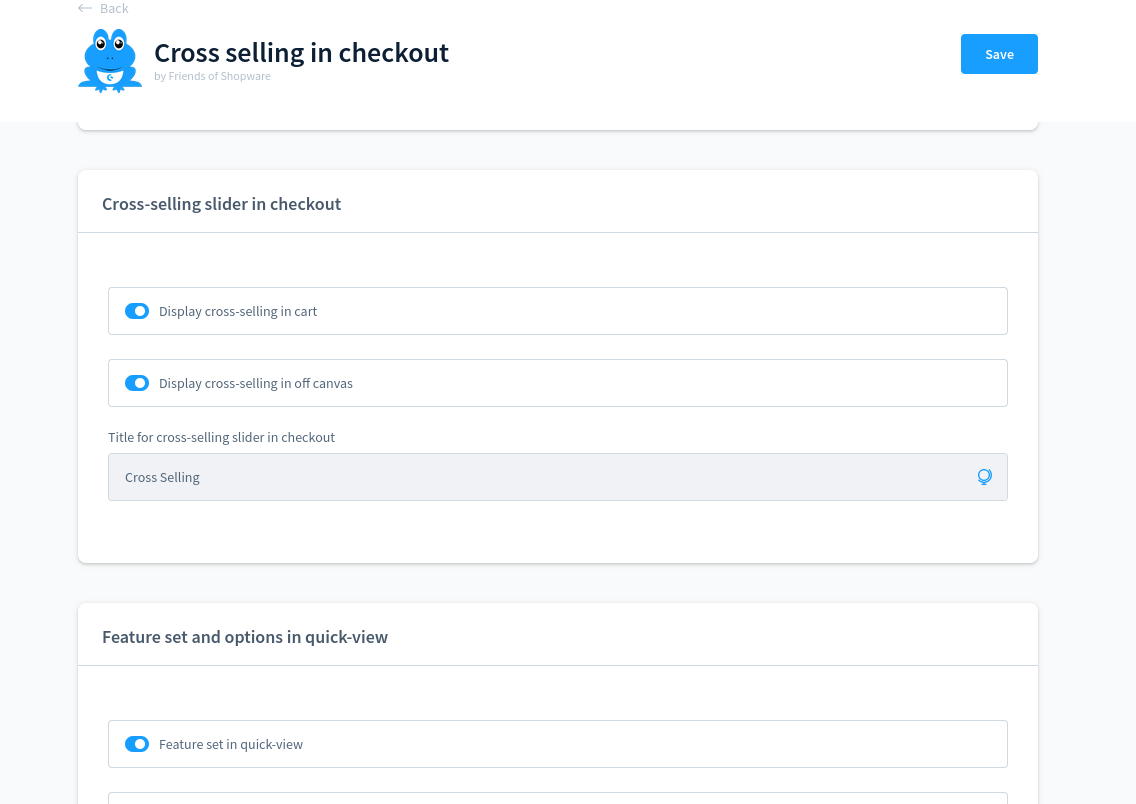 Back
Cross selling in checkout
by Friends of Shopware
Save
Cross-selling slider in checkout
Display cross-selling in cart
Display cross-selling in off canvas
Title for cross-selling slider in checkout
Cross Selling
Feature set and options in quick-view
Feature set in quick-view